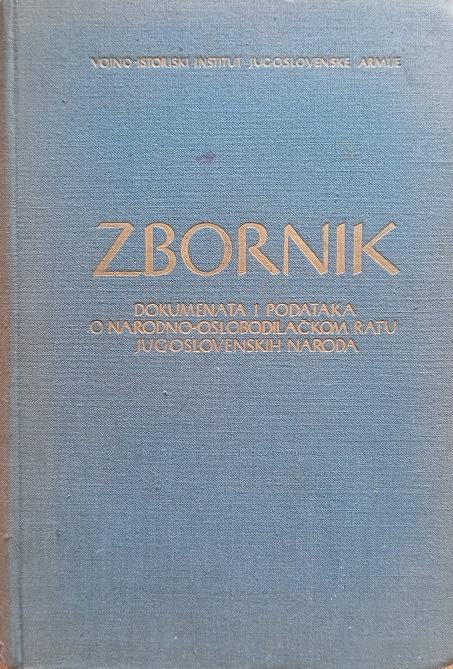 VOJNO-ISTORISKI INSTITUT JUGOSLOVENSKE ARMIJE
ZBORNIK
DOKUMENATA I PODATAKA
O NARODNO-OSLOBODILAČKOM RATU
JUGOSLOVENSKIH NARODA